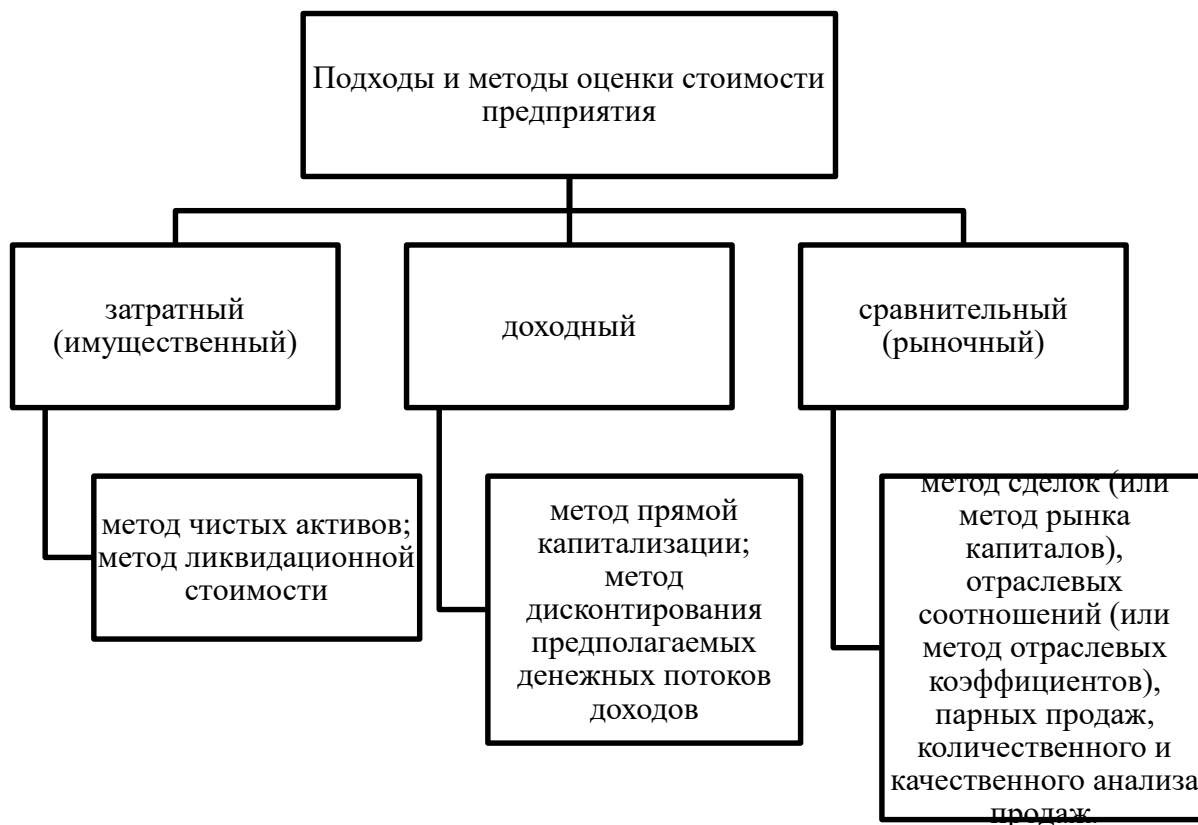 Подходы и методы оценки стоимости
предприятия
затратный
(имущественный)
доходный
сравнительный
(рыночный)
метод чистых активов;
метод ликвидационной
стоимости
метод прямой
капитализации;
метод
дисконтирования
предполагаемых
денежных потоков
доходов
метод сделок (или
метод рынка
капиталов),
отраслевых
соотношений (или
метод отраслевых
коэффициентов),
парных продаж,
количественного и
качественного анализа
продаж.